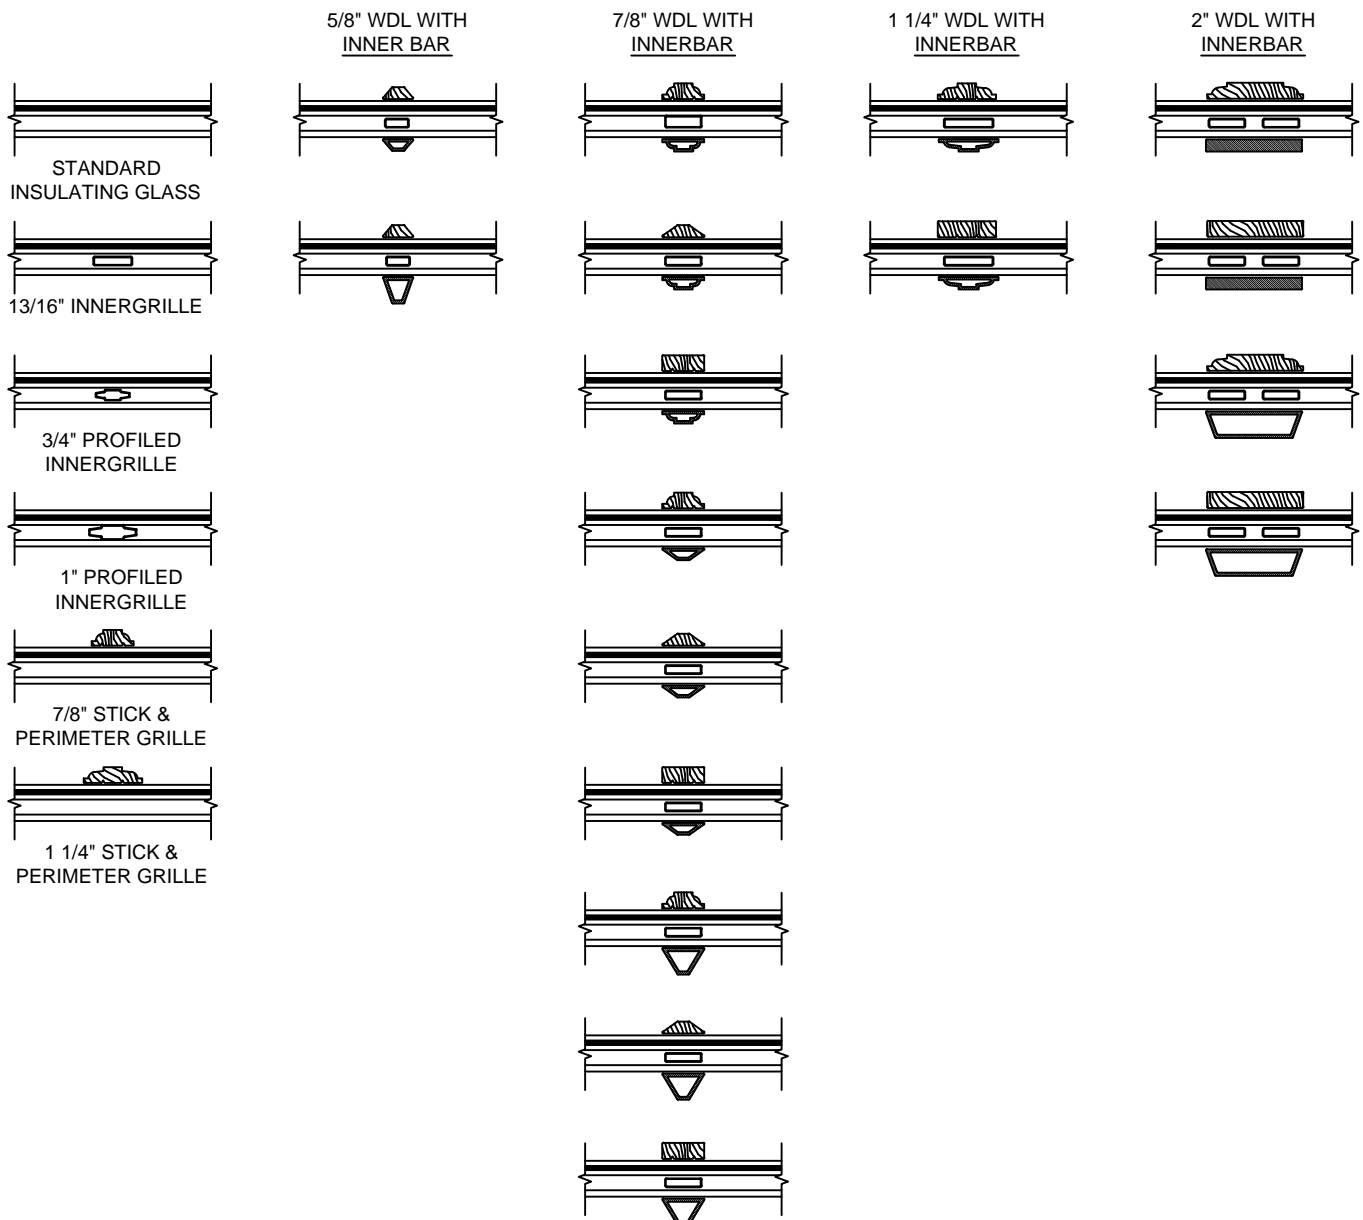 5/8" WDL WITH
INNER BAR
7/8" WDL WITH
INNERBAR
1 1/4" WDL WITH
INNERBAR
2" WDL WITH
INNERBAR
STANDARD
INSULATING GLASS
13/16" INNERGRILLE
3/4" PROFILED
INNERGRILLE
1" PROFILED
INNERGRILLE
7/8" STICK &
PERIMETER GRILLE
1 1/4" STICK &
PERIMETER GRILLE